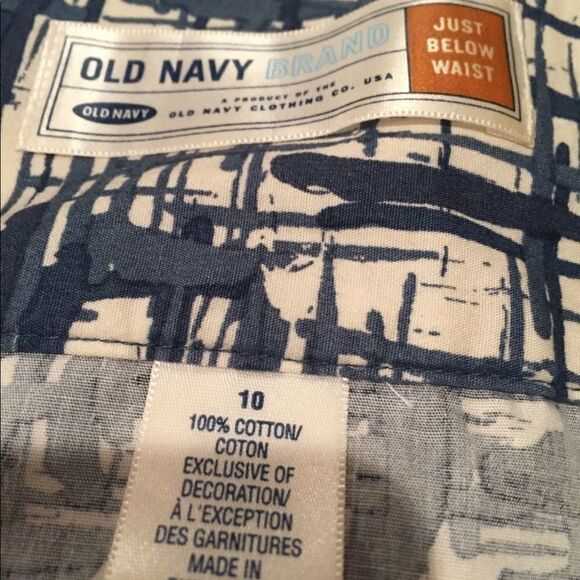 OLD NAVY BRAND
A PRODUCT OF THE
OLD NAVY OLD NAVY CLOTHING CO. USA
JUST
BELOW
WAIST
10
100% COTTON/
COTON
EXCLUSIVE OF
DECORATION/
À L'EXCEPTION
DES GARNITURES
MADE IN